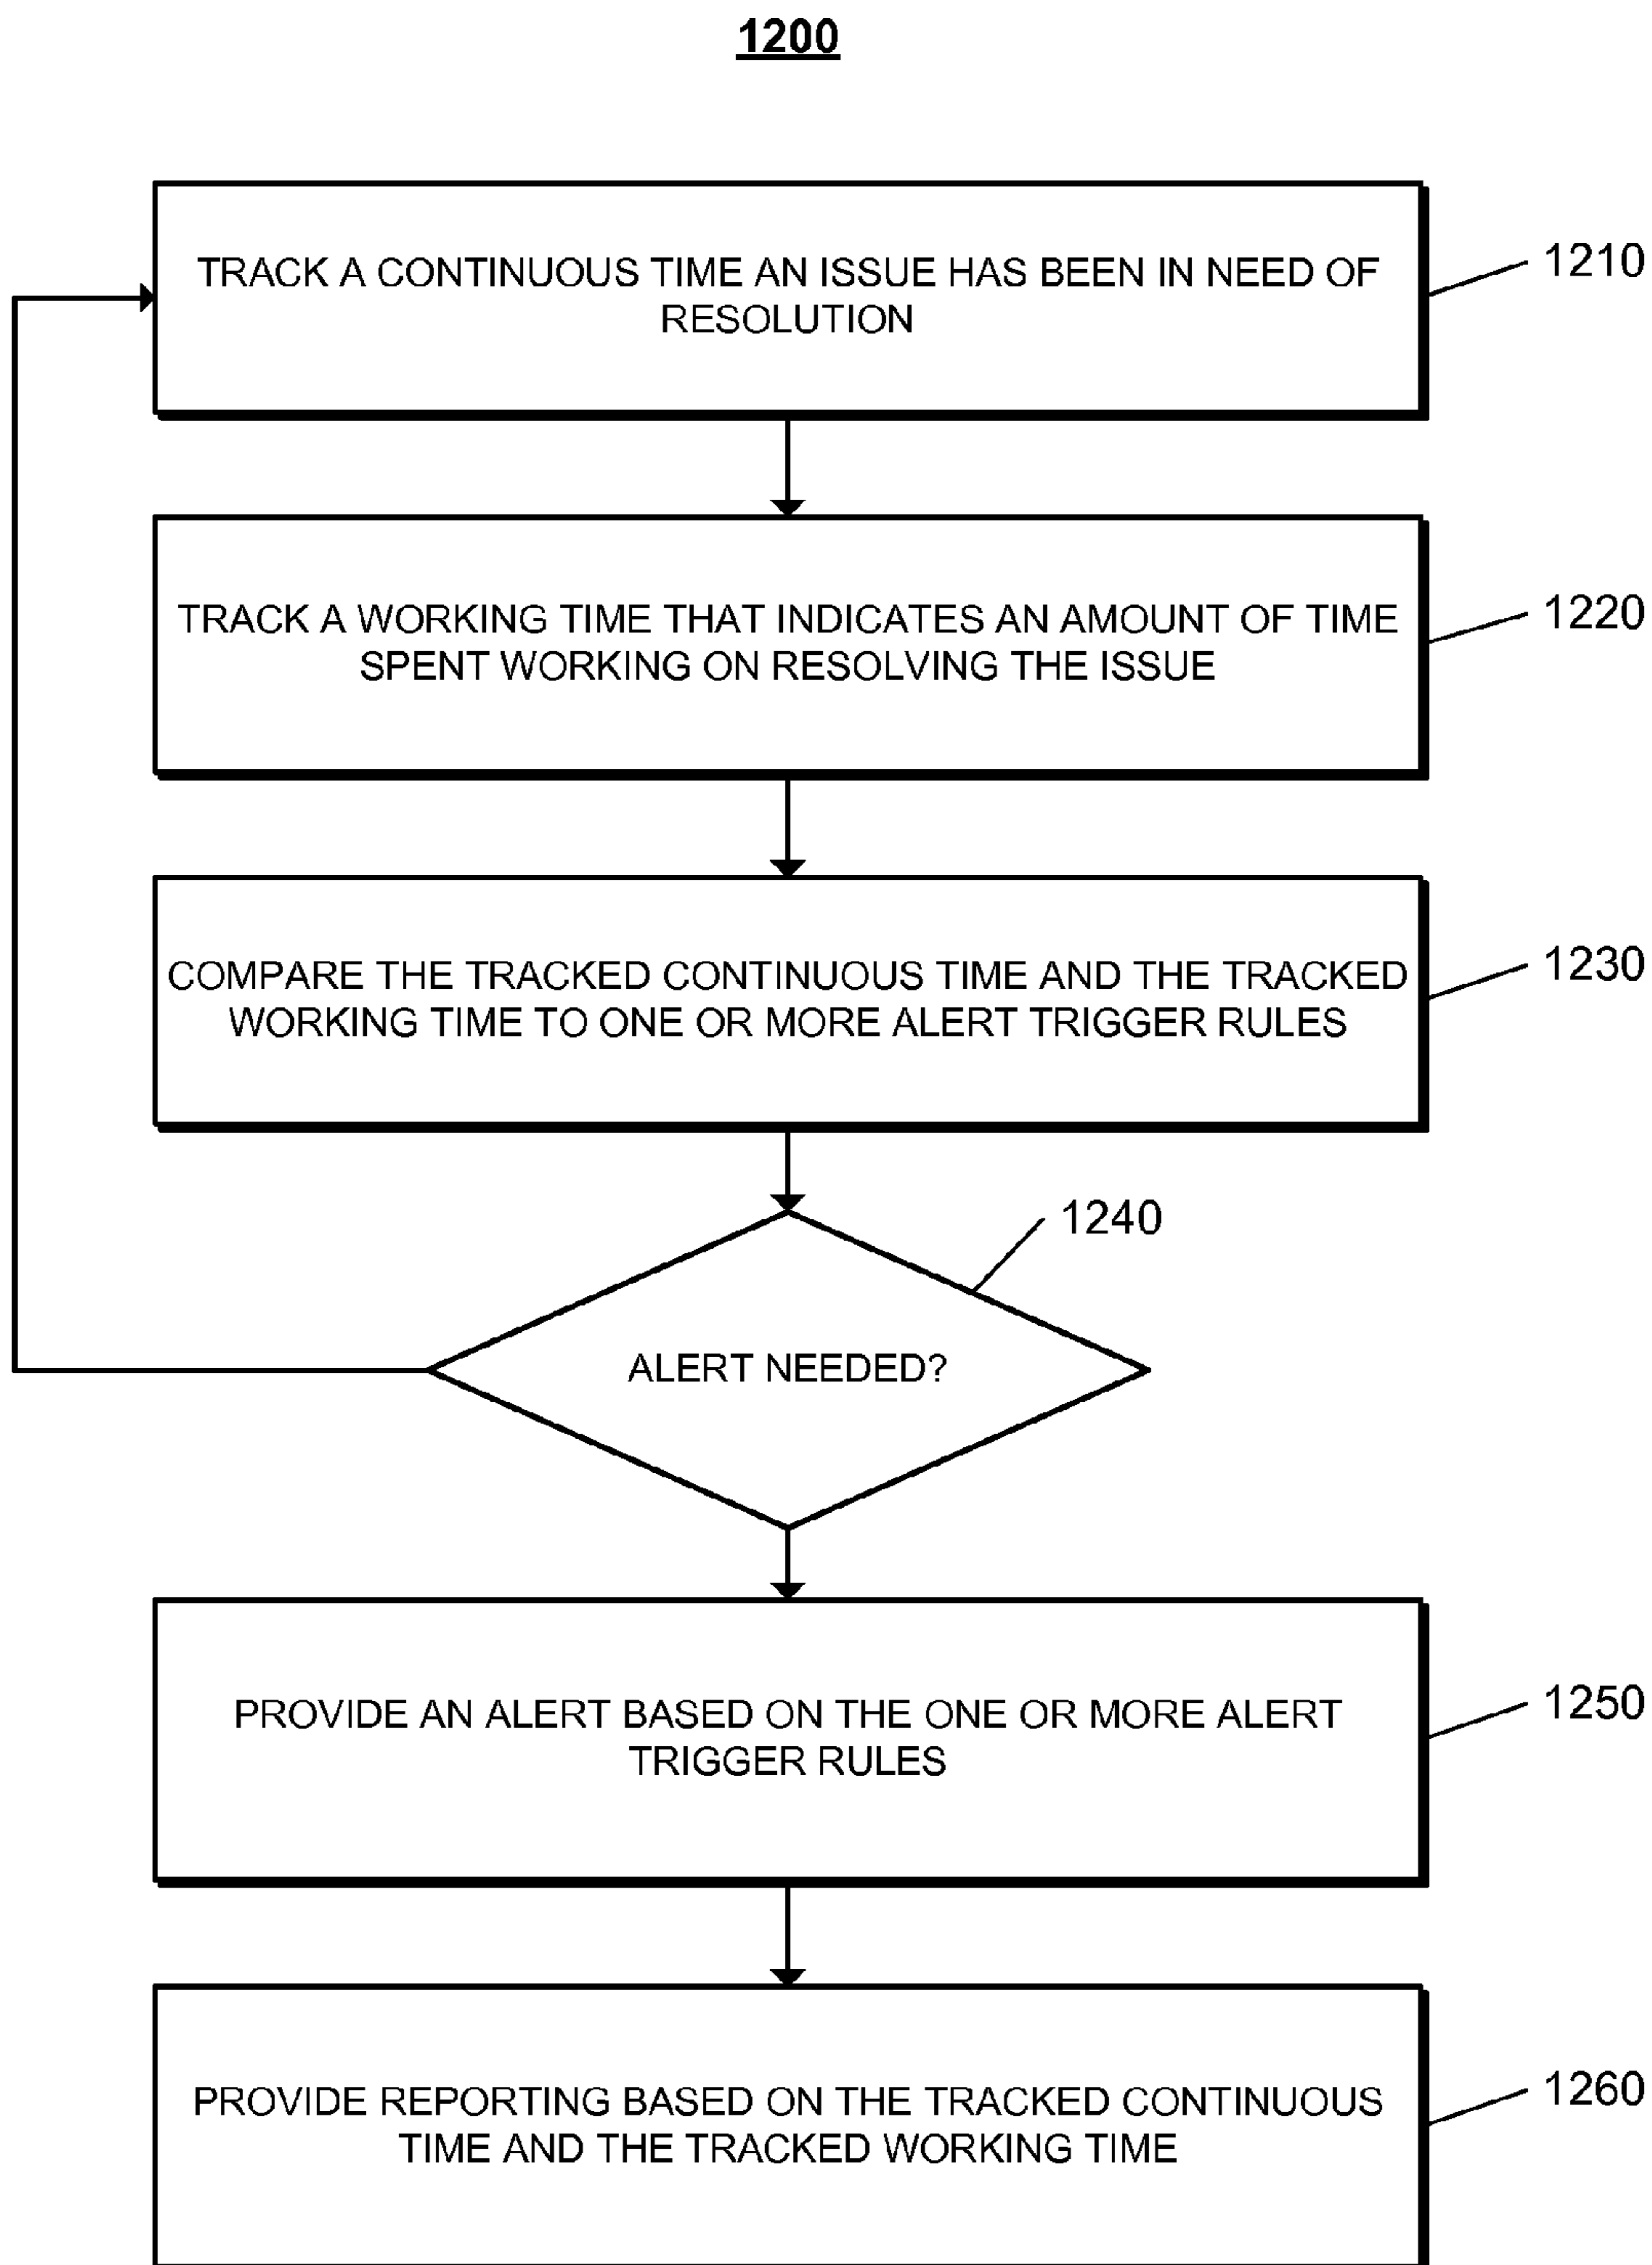 1200
TRACK A CONTINUOUS TIME AN ISSUE HAS BEEN IN NEED OF
RESOLUTION
1210
TRACK A WORKING TIME THAT INDICATES AN AMOUNT OF TIME
SPENT WORKING ON RESOLVING THE ISSUE
1220
COMPARE THE TRACKED CONTINUOUS TIME AND THE TRACKED
WORKING TIME TO ONE OR MORE ALERT TRIGGER RULES
1230
1240
ALERT NEEDED?
PROVIDE AN ALERT BASED ON THE ONE OR MORE ALERT
TRIGGER RULES
1250
PROVIDE REPORTING BASED ON THE TRACKED CONTINUOUS
TIME AND THE TRACKED WORKING TIME
1260